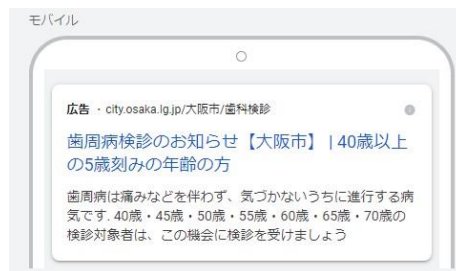 モバイル
広告 · city.osaka.lg.jp/大阪市/歯科検診
歯周病検診のお知らせ【大阪市】 | 40歳以上
の5歳刻みの年齢の方
歯周病は痛みなどを伴わず、気づかないうちに進行する病
気です. 40歳・45歳・50歳・55歳・60歳・65歳・70歳の
検診対象者は、この機会に検診を受けましょう